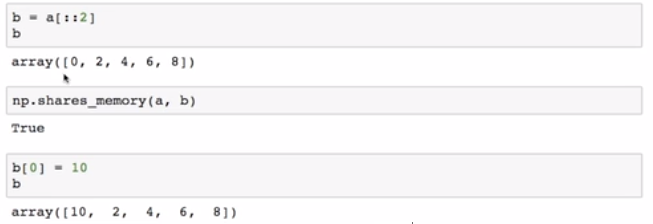 b = a[::2]
b
array([0, 2, 4, 6, 8])
np.shares_memory(a, b)
True
b[0] = 10
b
array([10,  2,  4,  6,  8])